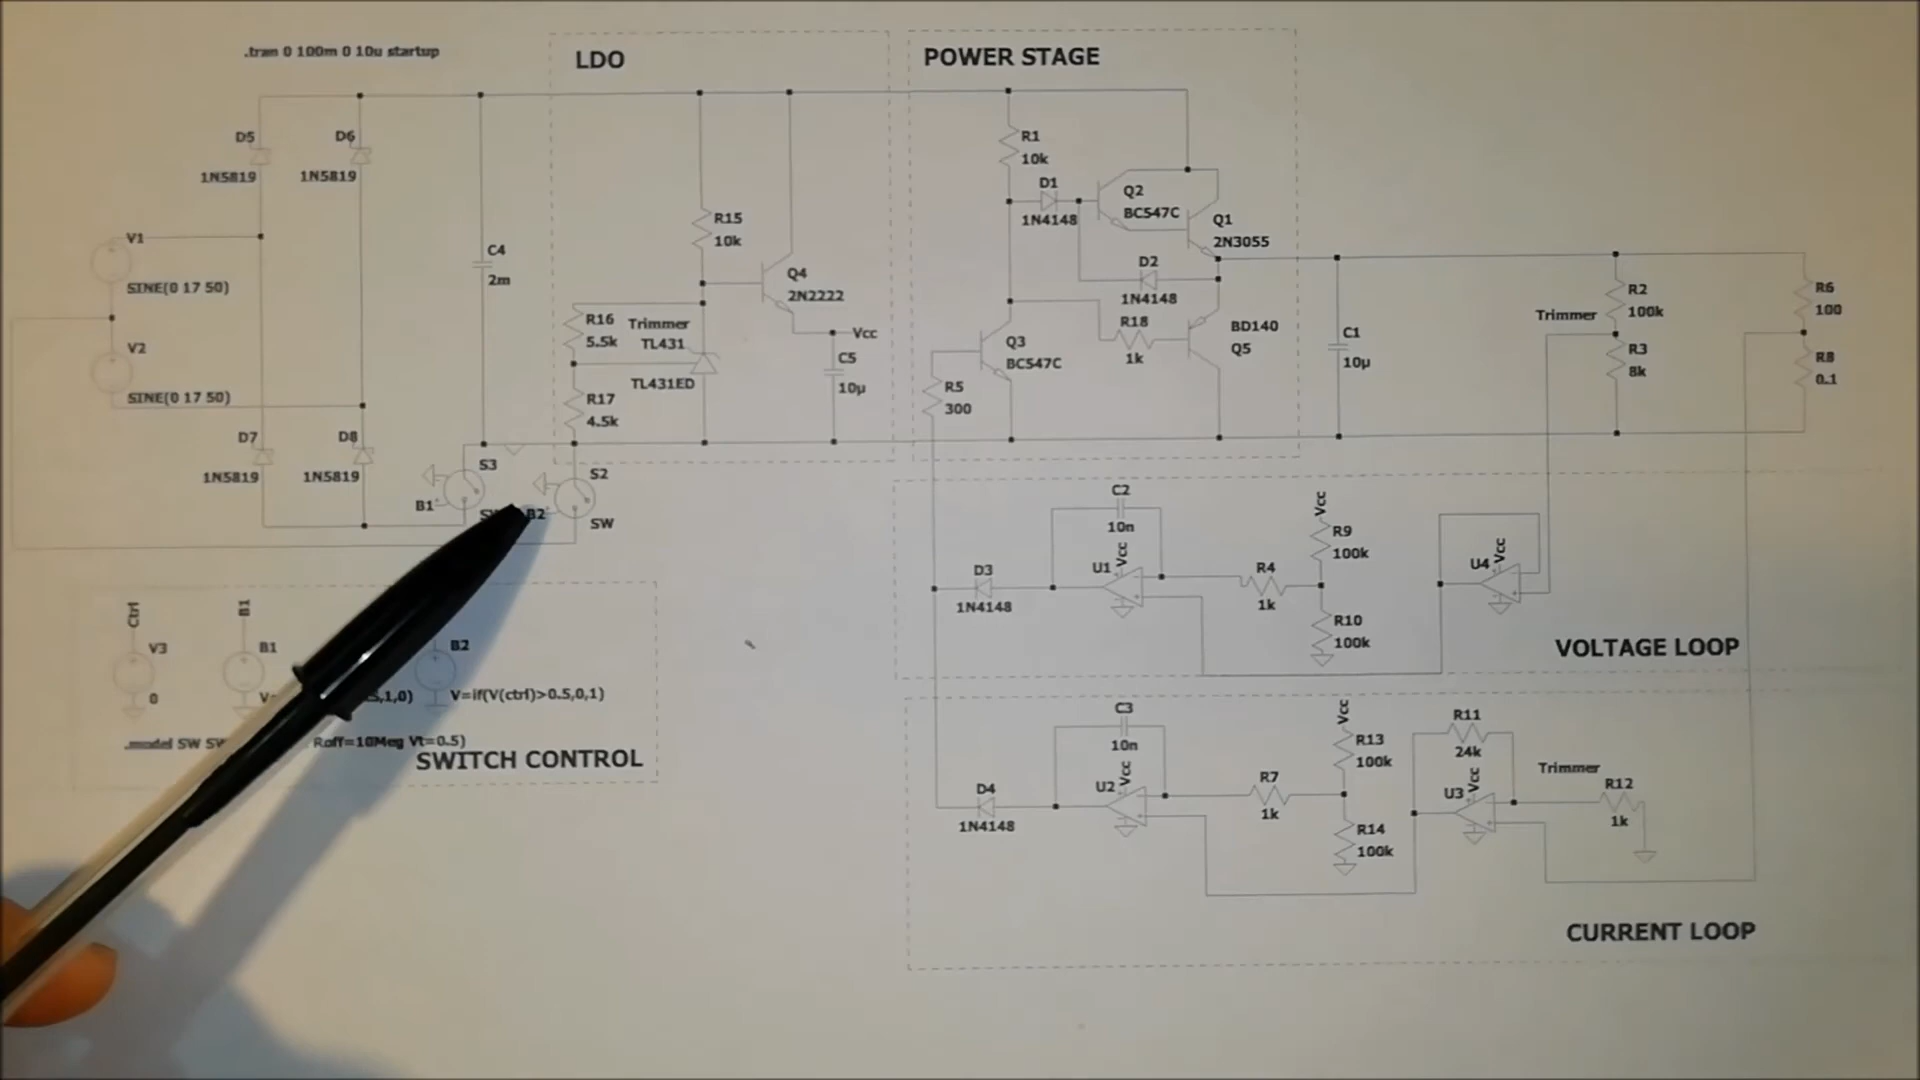 .tran 0 100m 0 10u startup
LDO
POWER STAGE
D5
1N5819
D6
1N5819
V1
SINE(0 17 50)
V2
SINE(0 17 50)
D7
1N5819
D8
1N5819
C4
2m
R15
10k
Q4
2N2222
R16
5.5k
Trimmer
TL431
TL431ED
R17
4.5k
Vcc
C5
10µ
S3
B1
S2
B2
SW
R1
10k
D1
1N4148
Q2
BC547C
Q1
2N3055
D2
1N4148
R18
1k
BD140
Q5
Q3
BC547C
R5
300
C1
10µ
Trimmer
R2
100k
R3
8k
R6
100
R8
0.1
C2
10n
U1
Vcc
D3
1N4148
R4
1k
Vcc
R9
100k
R10
100k
U4
Vcc
VOLTAGE LOOP
C3
10n
U2
Vcc
D4
1N4148
R7
1k
Vcc
R13
100k
R14
100k
R11
24k
U3
Vcc
Trimmer
R12
1k
CURRENT LOOP
Ctrl
V3
0
B1
B1
B2
V=if(V(ctrl)>0.5,0,1)
.model SW
Roff=10Meg Vt=0.5)
SWITCH CONTROL